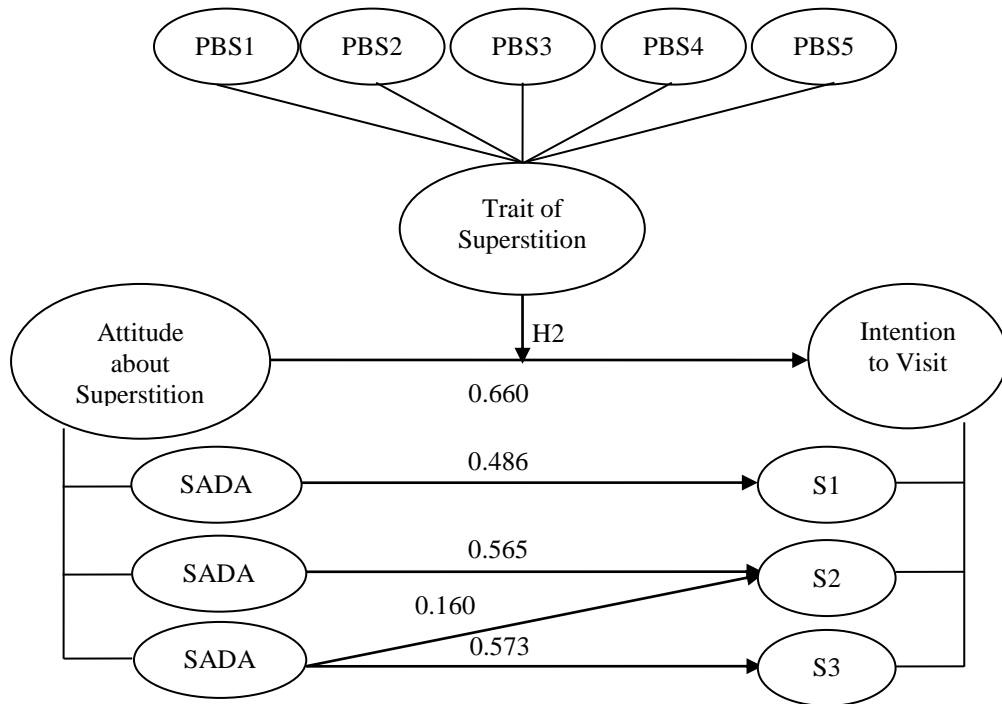 PBS1
PBS2
PBS3
PBS4
PBS5
Trait of
Superstition
Attitude
about
Superstition
H2
0.660
Intention
to Visit
SADA
0.486
S1
SADA
0.565
S2
0.160
SADA
0.573
S3